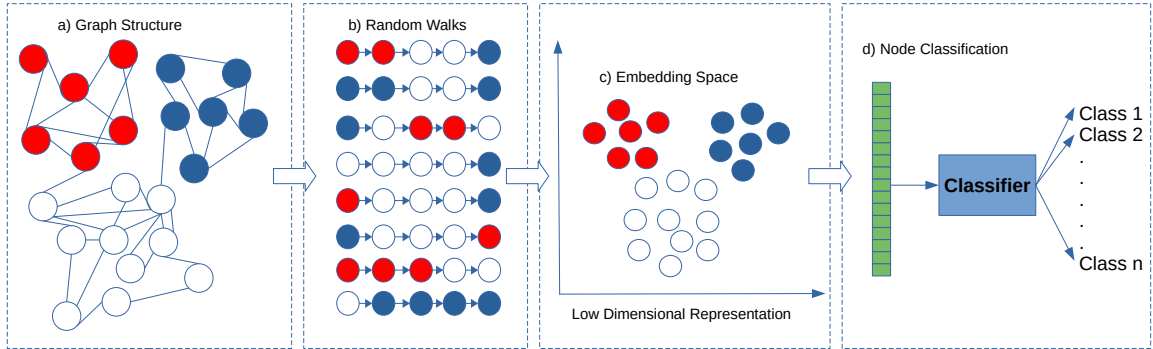 a) Graph Structure
b) Random Walks
c) Embedding Space
Low Dimensional Representation
d) Node Classification
Classifier
Class 1
Class 2
.
.
.
.
.
Class n